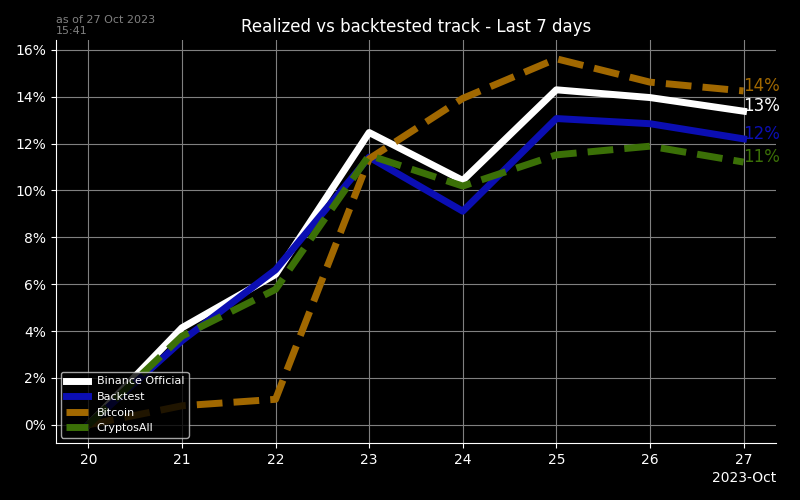 as of 27 Oct 2023
15:41
Realized vs backtested track - Last 7 days
16%
14%
12%
10%
8%
6%
4%
2%
0%
14%
13%
12%
11%
Binance Official
Backtest
Bitcoin
CryptosAll
20 21 22 23 24 25 26 27
2023-Oct